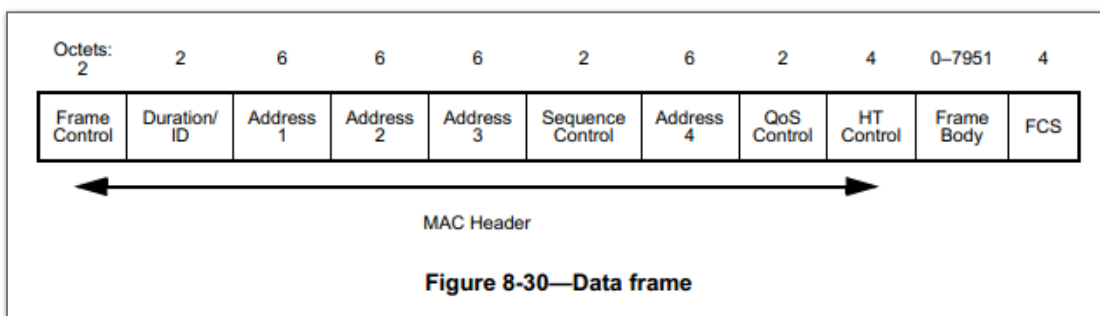 Octets:
2 2 6 6 6 2 6 2 4 0–7951 4
Frame Duration/ Address Address Address Sequence Address QoS HT Frame FCS
Control ID 1 2 3 Control 4 Control Control Body
MAC Header
Figure 8-30—Data frame